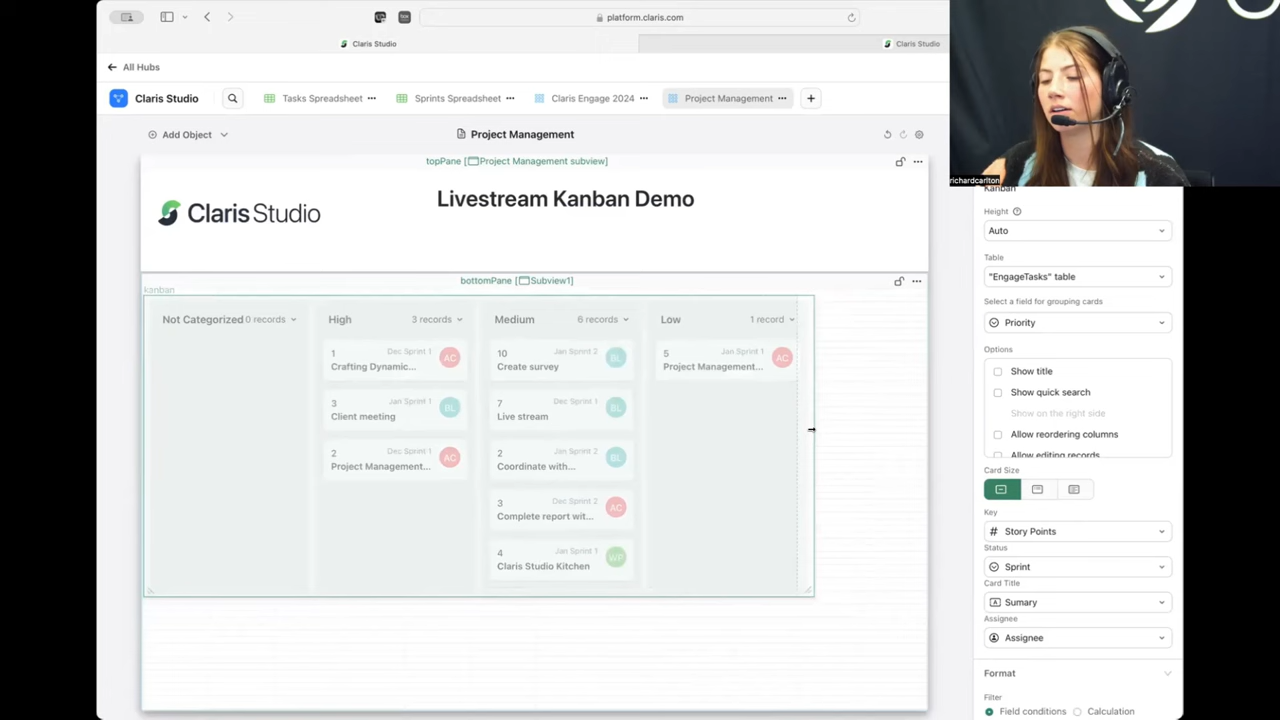 platform.claris.com
Claris Studio
Claris Studio
All Hubs
Claris Studio
Tasks Spreadsheet
Sprints Spreadsheet
Claris Engage 2024
Project Management
Add Object
Project Management
topPane [Project Management subview]
Claris Studio
Livestream Kanban Demo
bottomPane [Subview1]
kanban
Not Categorized 0 records
High 3 records
Medium 6 records
Low 1 record
1 Dec Sprint 1 AC
Crafting Dynamic...
3 Jan Sprint 1 BL
Client meeting
2 Dec Sprint 1 AC
Project Management...
10 Jan Sprint 2 BL
Create survey
7 Dec Sprint 1 BL
Live stream
2 Jan Sprint 2 BL
Coordinate with...
3 Dec Sprint 2 AC
Complete report wit...
4 Jan Sprint 1 WP
Claris Studio Kitchen
5 Jan Sprint 1 AC
Project Management...
richardcarlton
Kanban
Height
Auto
Table
"EngageTasks" table
Select a field for grouping cards
Priority
Options
Show title
Show quick search
Show on the right side
Allow reordering columns
Allow editing records
Card Size
Key
# Story Points
Status
Sprint
Card Title
Sumary
Assignee
Assignee
Format
Filter
Field conditions
Calculation